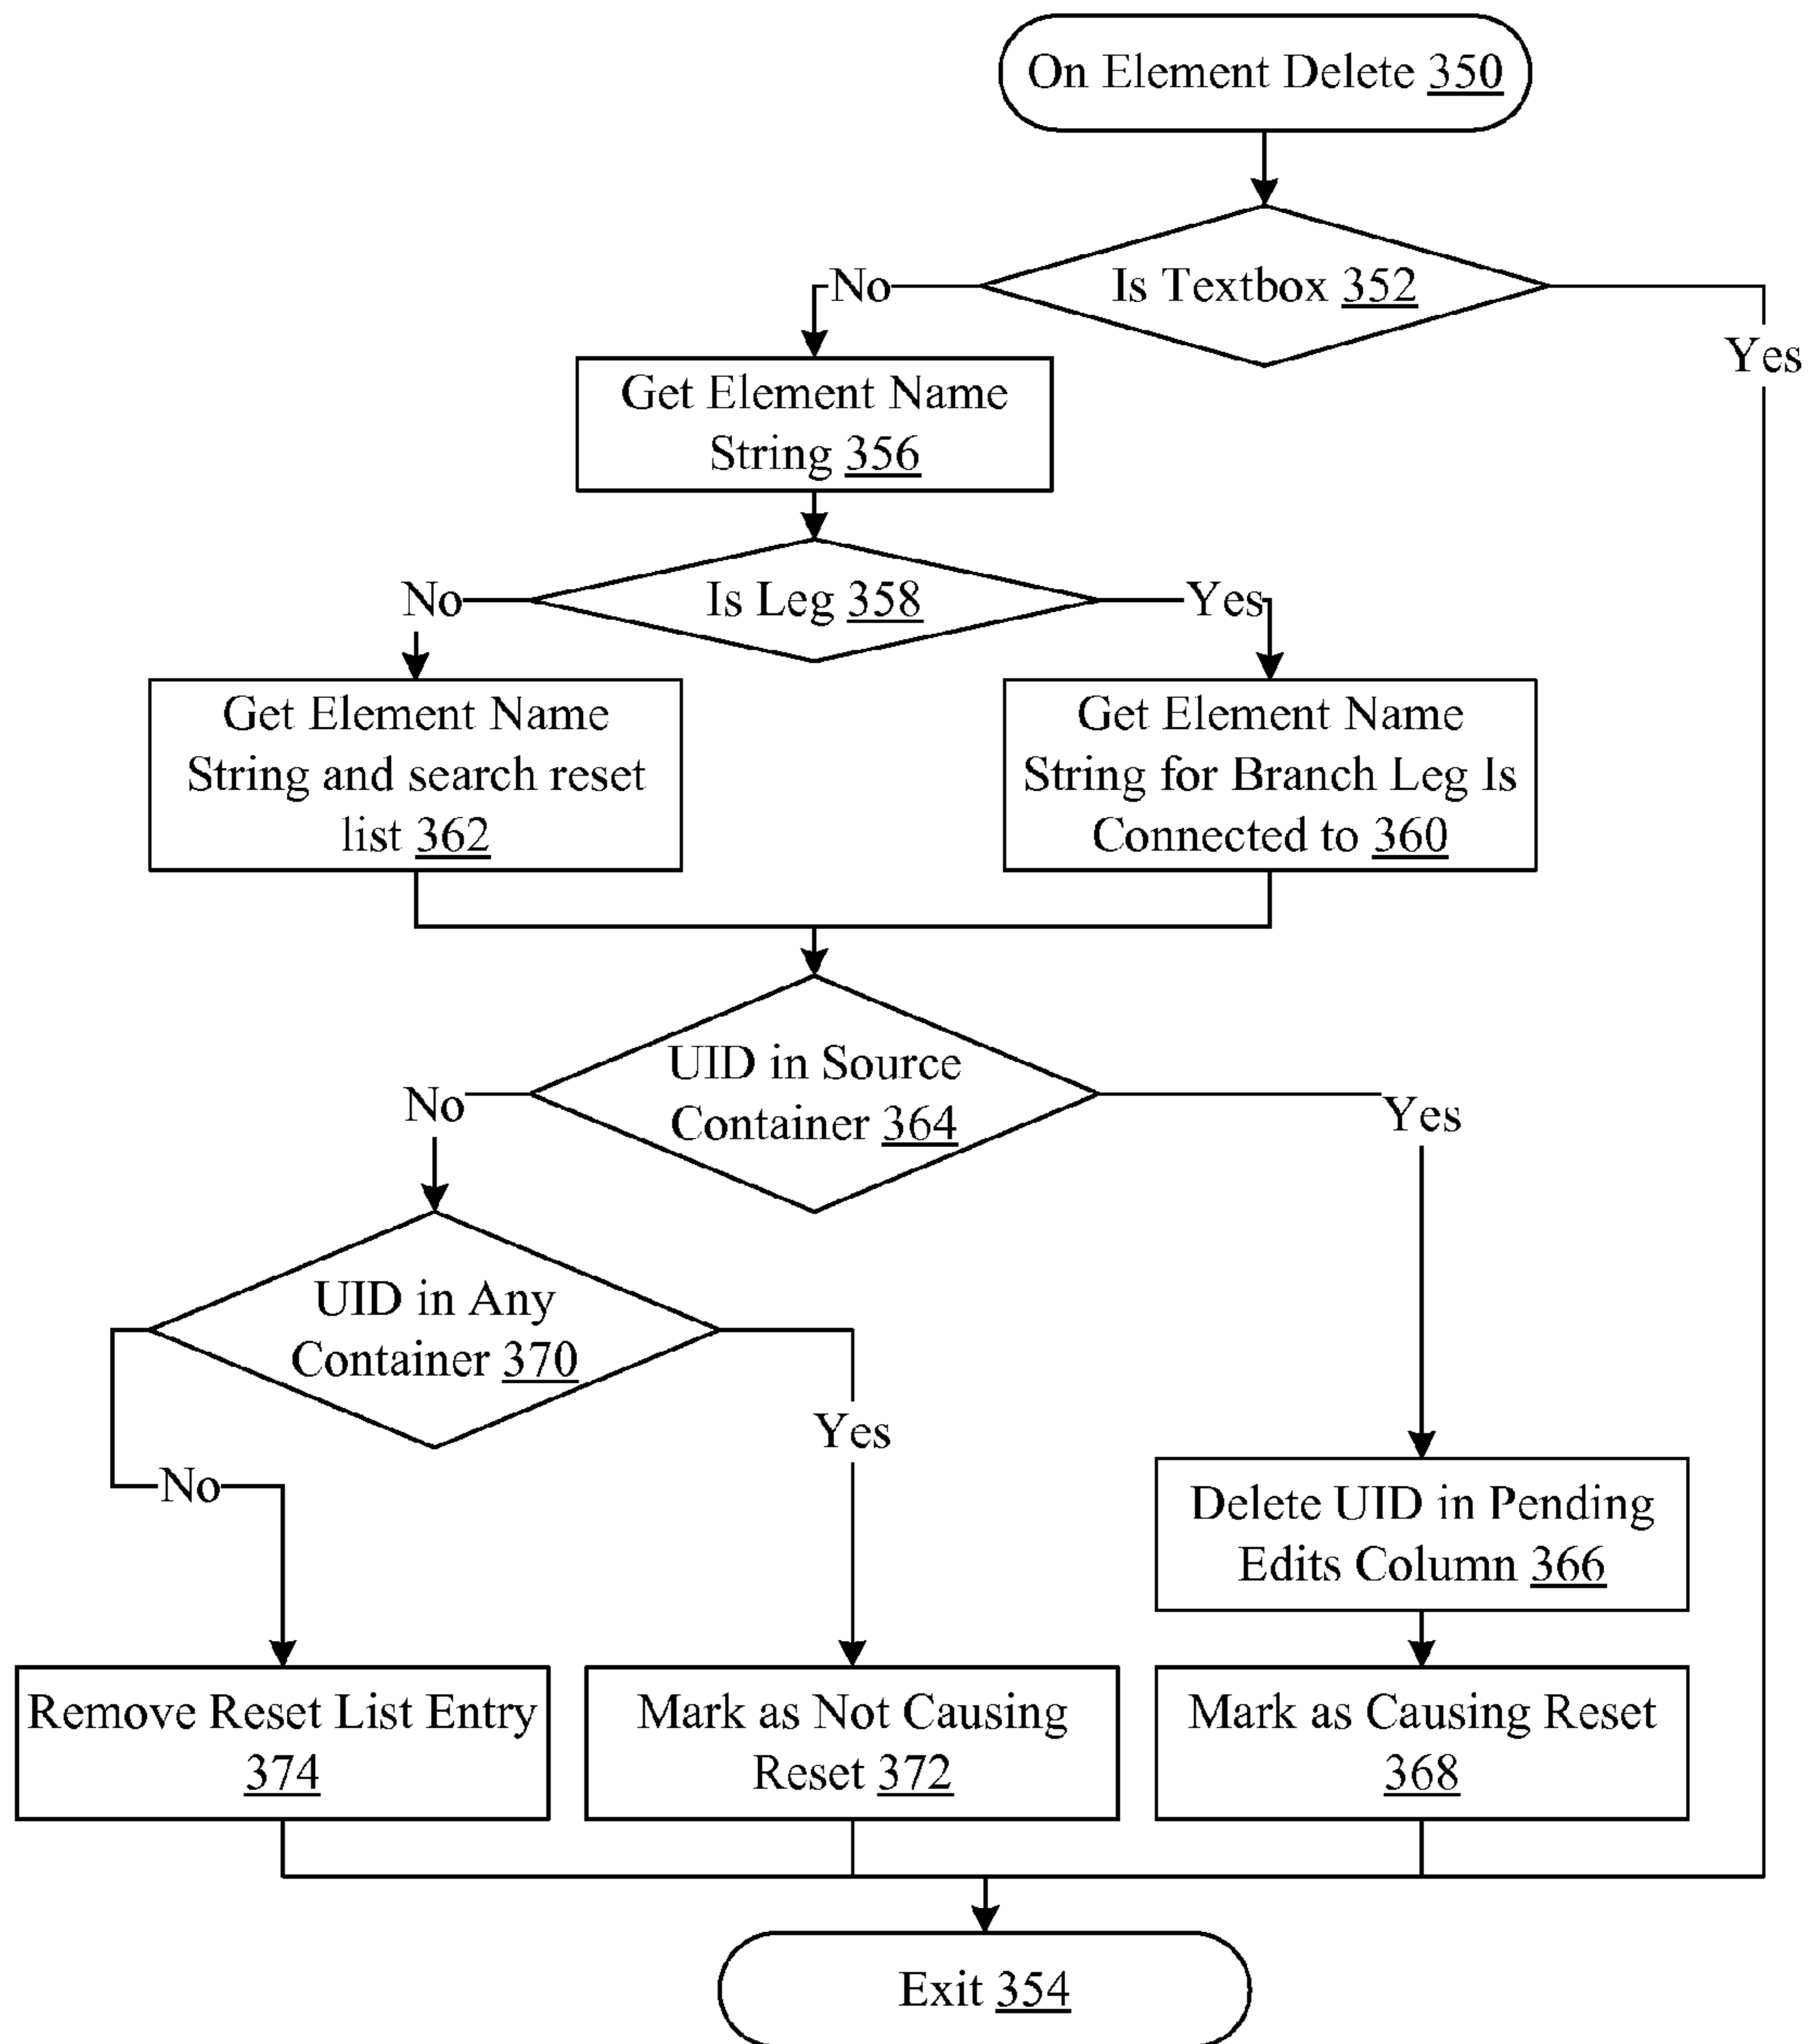 On Element Delete 350
Is Textbox 352
No
Yes
Get Element Name
String 356
Is Leg 358
No
Yes
Get Element Name
String and search reset
list 362
Get Element Name
String for Branch Leg Is
Connected to 360
UID in Source
Container 364
No
Yes
UID in Any
Container 370
Yes
No
Delete UID in Pending
Edits Column 366
Remove Reset List Entry
374
Mark as Not Causing
Reset 372
Mark as Causing Reset
368
Exit 354